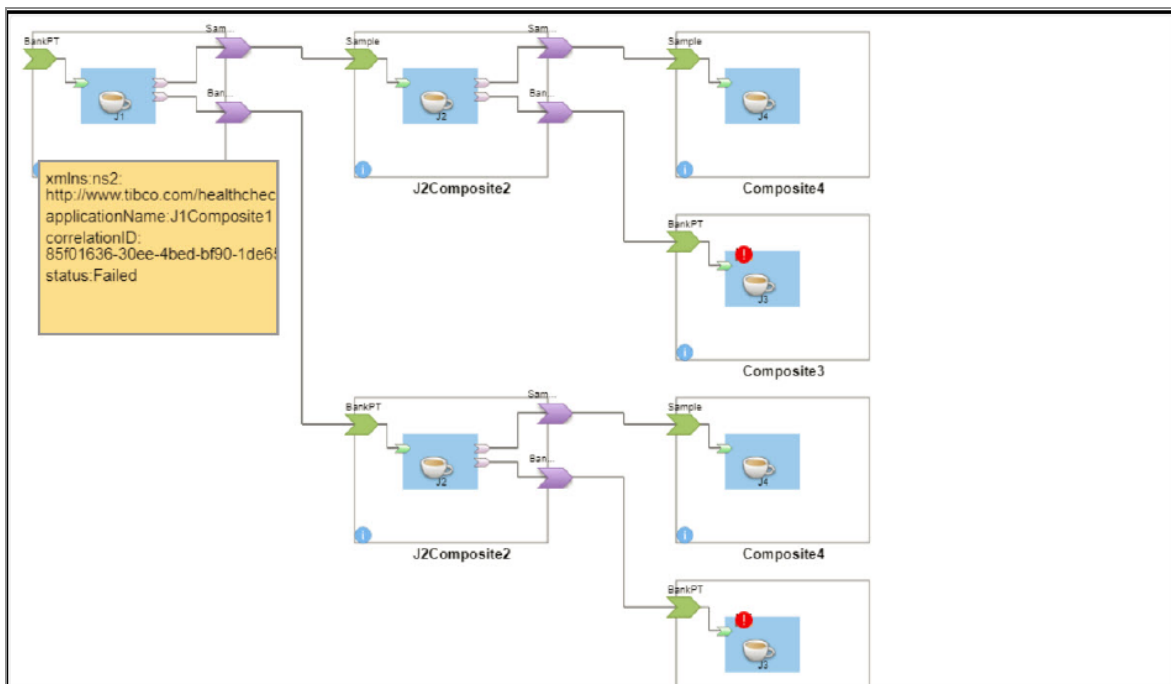 BankPT
Sam...
Sample
Sam...
Sample
J1
Ban...
J2
Ban...
J4
xmlns:ns2:
http://www.tibco.com/healthchec
applicationName:J1Composite1
correlationID:
85f01636-30ee-4bed-bf90-1de65
status:Failed
J2Composite2
Composite4
BankPT
J3
Composite3
BankPT
Sam...
Sample
J2
Ban...
J4
J2Composite2
Composite4
BankPT
J3